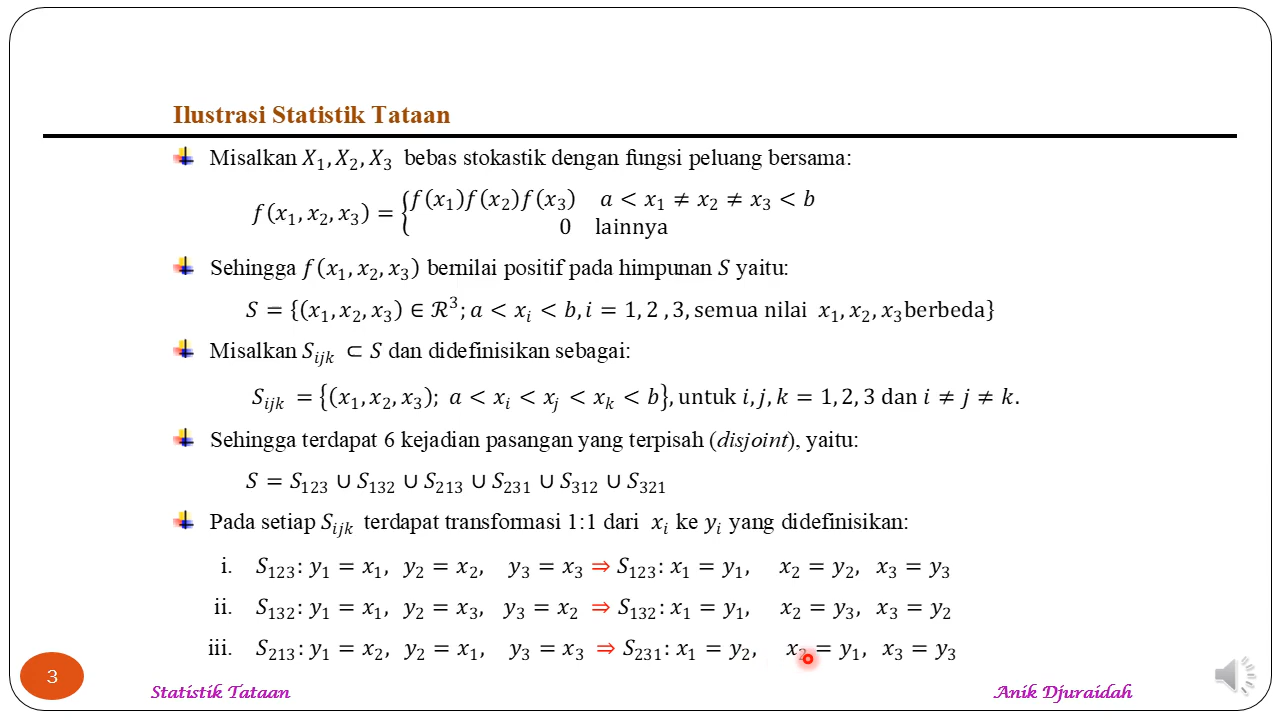 Ilustrasi Statistik Tataan
Misalkan X₁, X₂, X₃ bebas stokastik dengan fungsi peluang bersama:
f(x₁, x₂, x₃) = { f(x₁)f(x₂)f(x₃) a < x₁ ≠ x₂ ≠ x₃ < b
0 lainnya
Sehingga f(x₁, x₂, x₃) bernilai positif pada himpunan S yaitu:
S = {(x₁, x₂, x₃) ∈ ℛ³; a < xᵢ < b, i = 1, 2 , 3, semua nilai x₁, x₂, x₃berbeda}
Misalkan Sᵢⱼₖ ⊂ S dan didefinisikan sebagai:
Sᵢⱼₖ = {(x₁, x₂, x₃); a < xᵢ < xⱼ < xₖ < b}, untuk i, j, k = 1, 2, 3 dan i ≠ j ≠ k.
Sehingga terdapat 6 kejadian pasangan yang terpisah (disjoint), yaitu:
S = S₁₂₃ ∪ S₁₃₂ ∪ S₂₁₃ ∪ S₂₃₁ ∪ S₃₁₂ ∪ S₃₂₁
Pada setiap Sᵢⱼₖ terdapat transformasi 1:1 dari xᵢ ke yᵢ yang didefinisikan:
i. S₁₂₃: y₁ = x₁, y₂ = x₂, y₃ = x₃ ⇒ S₁₂₃: x₁ = y₁, x₂ = y₂, x₃ = y₃
ii. S₁₃₂: y₁ = x₁, y₂ = x₃, y₃ = x₂ ⇒ S₁₃₂: x₁ = y₁, x₂ = y₃, x₃ = y₂
iii. S₂₁₃: y₁ = x₂, y₂ = x₁, y₃ = x₃ ⇒ S₂₃₁: x₁ = y₂, x₂ = y₁, x₃ = y₃
3
Statistik Tataan
Anik Djuraidah